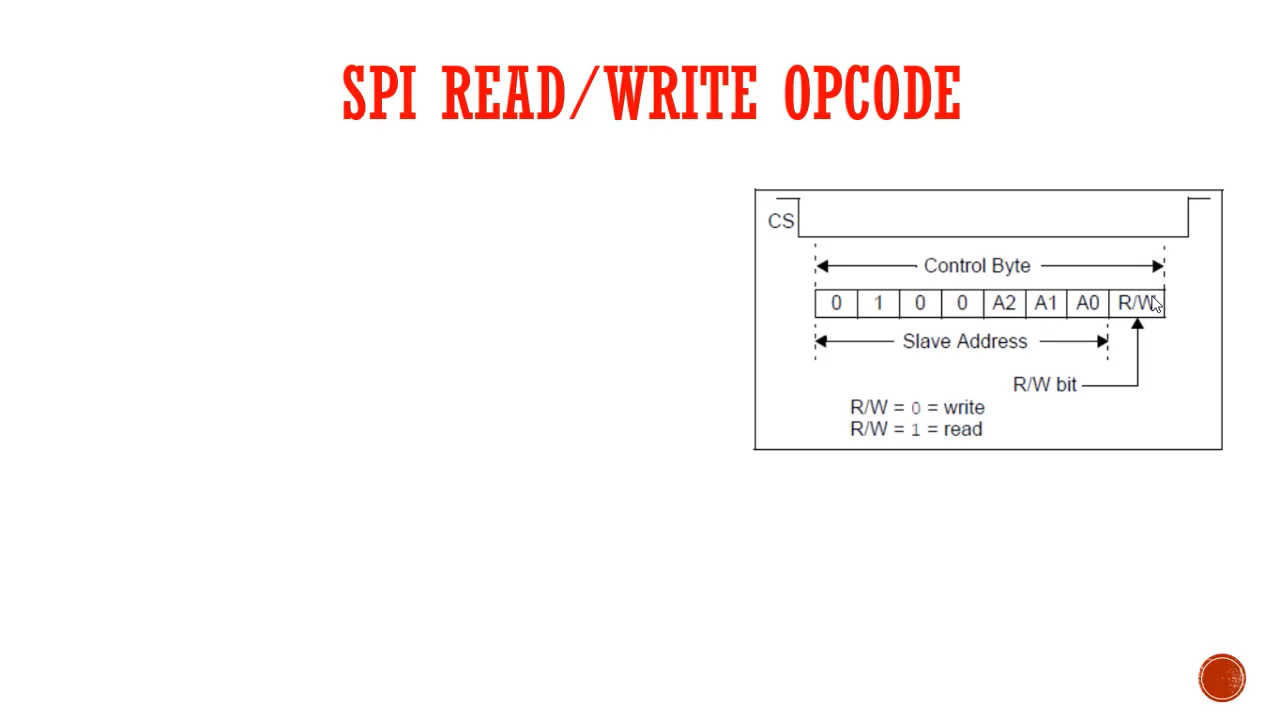 SPI READ/WRITE OPCODE
CS
Control Byte
0 1 0 0 A2 A1 A0 R/W
Slave Address
R/W bit
R/W = 0 = write
R/W = 1 = read